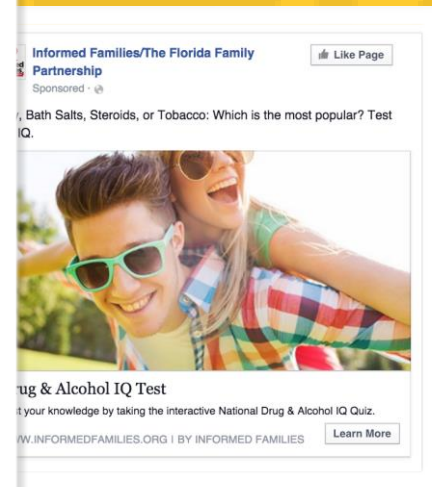 Informed Families/The Florida Family
Partnership
Like Page
Sponsored
, Bath Salts, Steroids, or Tobacco: Which is the most popular? Test
IQ.
ug & Alcohol IQ Test
t your knowledge by taking the interactive National Drug & Alcohol IQ Quiz.
W.INFORMEDFAMILIES.ORG | BY INFORMED FAMILIES
Learn More